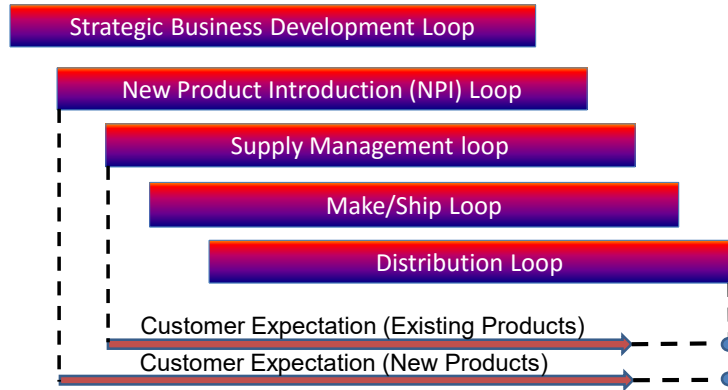 Strategic Business Development Loop
New Product Introduction (NPI) Loop
Supply Management loop
Make/Ship Loop
Distribution Loop
Customer Expectation (Existing Products)
Customer Expectation (New Products)